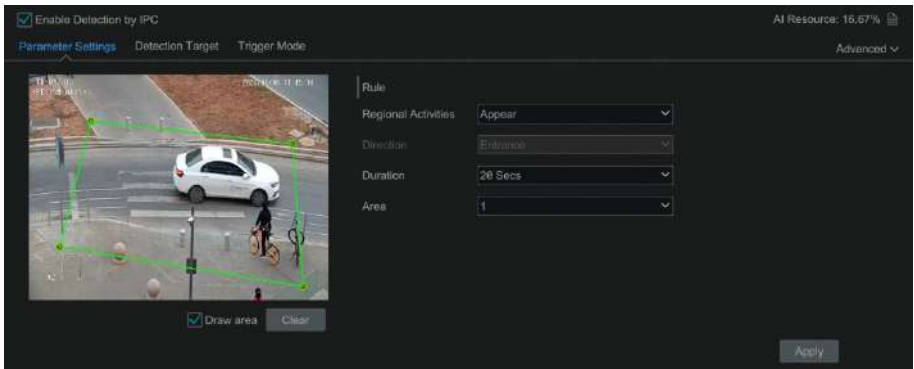 Enable Detection by IPC
AI Resource: 16.67%
Parameter Settings
Detection Target
Trigger Mode
Advanced
Rule
Regional Activities
Appear
Direction
Entrance
Duration
20 Secs
Area
1
Draw area
Clear
Apply